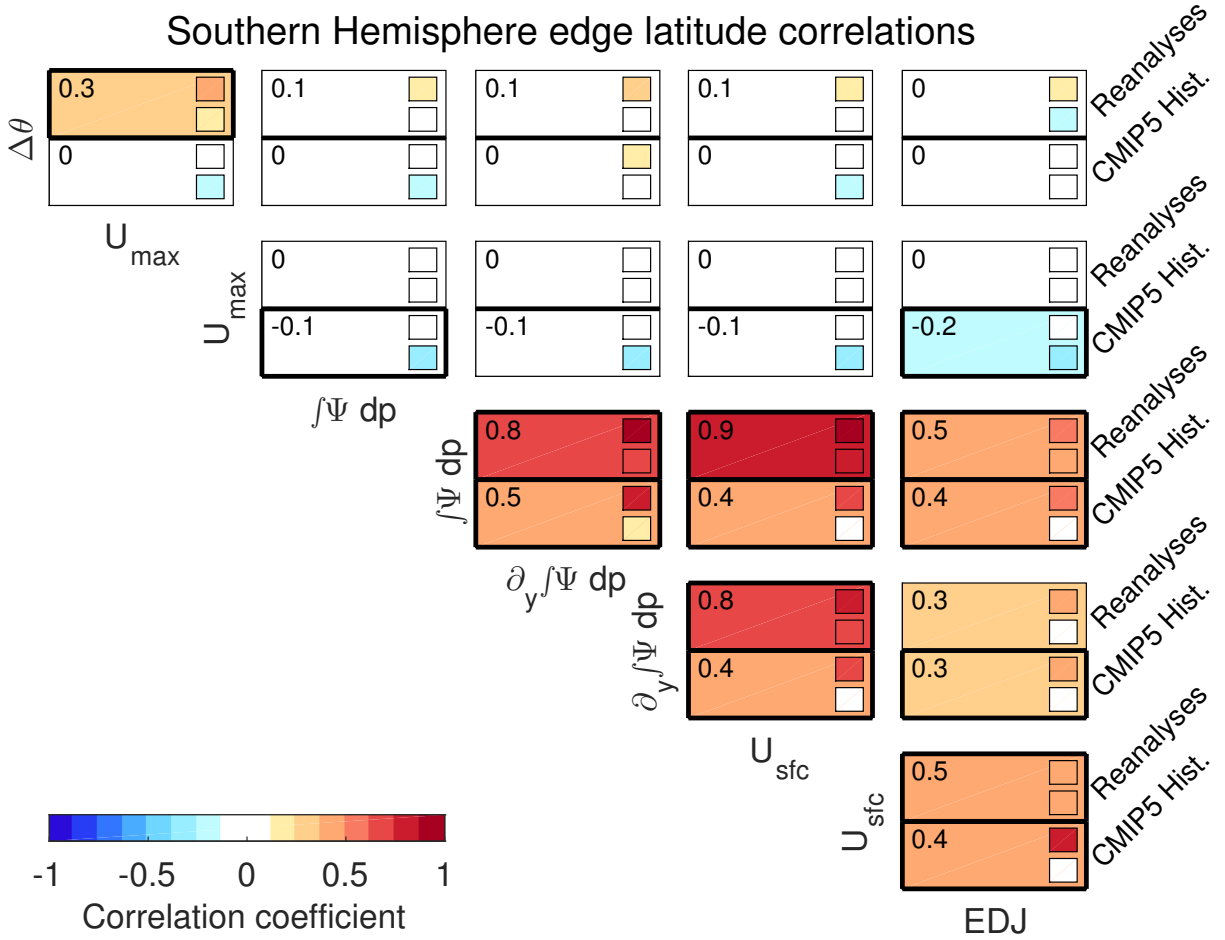 Southern Hemisphere edge latitude correlations
Δθ
0.3 0.1 0.1 0.1 0 Reanalyses
0 0 0 0 0 CMIP5 Hist.
U_max
U_max
0 0 0 0 Reanalyses
-0.1 -0.1 -0.1 -0.2 CMIP5 Hist.
∫Ψ dp
∫Ψ dp
0.8 0.9 0.5 Reanalyses
0.5 0.4 0.4 CMIP5 Hist.
∂_y∫Ψ dp
∂_y∫Ψ dp
0.8 0.3 Reanalyses
0.4 0.3 CMIP5 Hist.
U_sfc
U_sfc
0.5 Reanalyses
0.4 CMIP5 Hist.
EDJ
-1 -0.5 0 0.5 1
Correlation coefficient